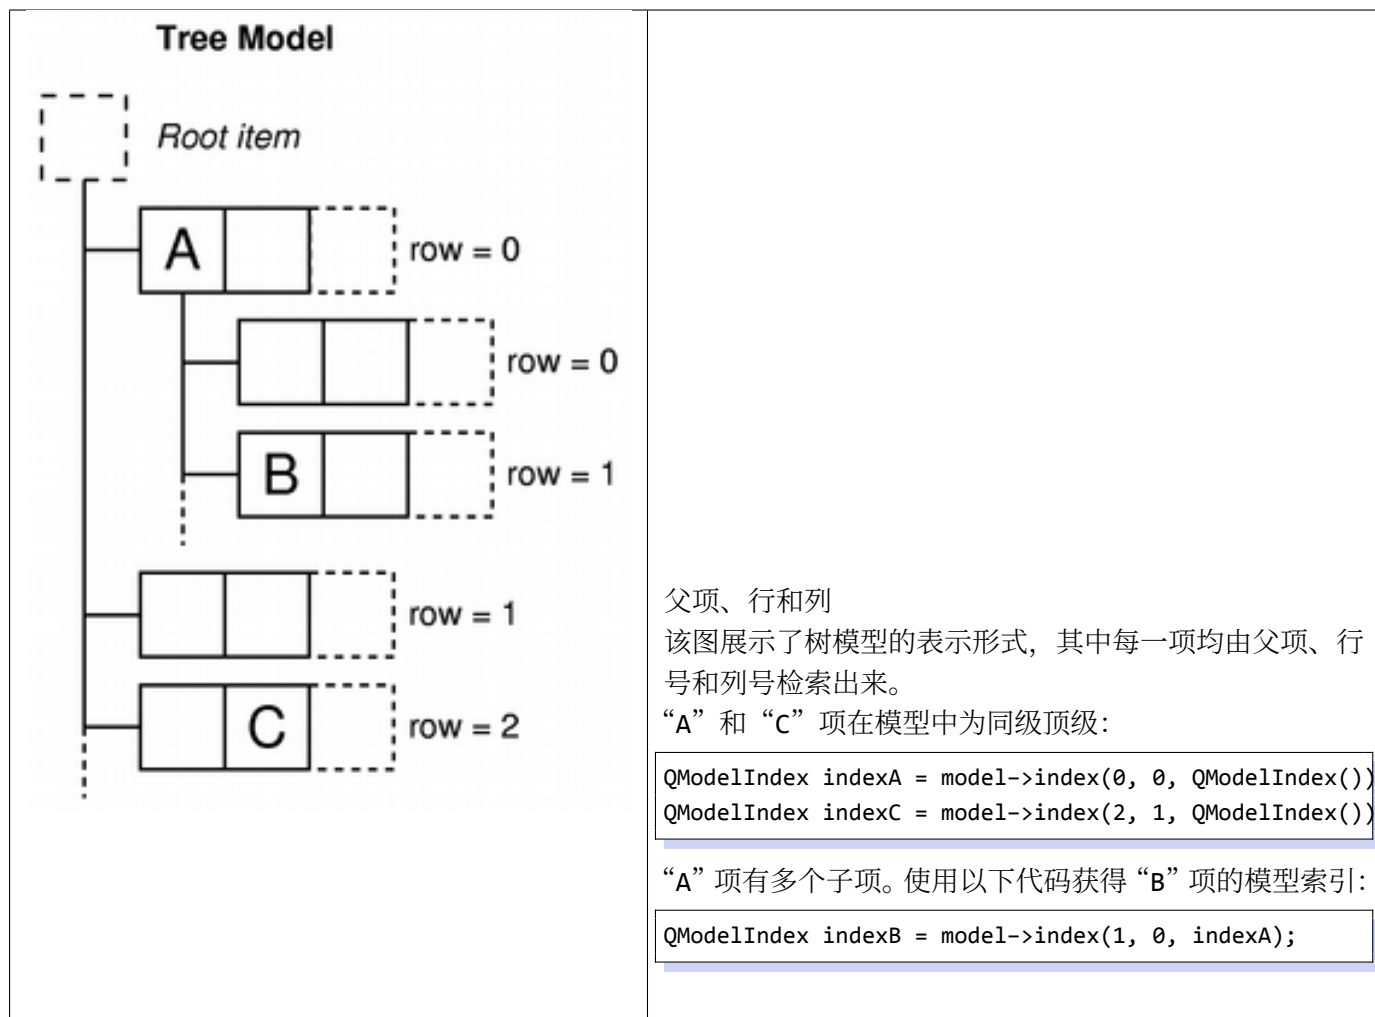 Tree Model
Root item
A
row = 0
row = 0
B
row = 1
row = 1
C
row = 2
父项、行和列
该图展示了树模型的表示形式，其中每一项均由父项、行
号和列号检索出来。
“A”和“C”项在模型中为同级顶级：
QModelIndex indexA = model->index(0, 0, QModelIndex())
QModelIndex indexC = model->index(2, 1, QModelIndex())
“A”项有多个子项。使用以下代码获得“B”项的模型索引：
QModelIndex indexB = model->index(1, 0, indexA);